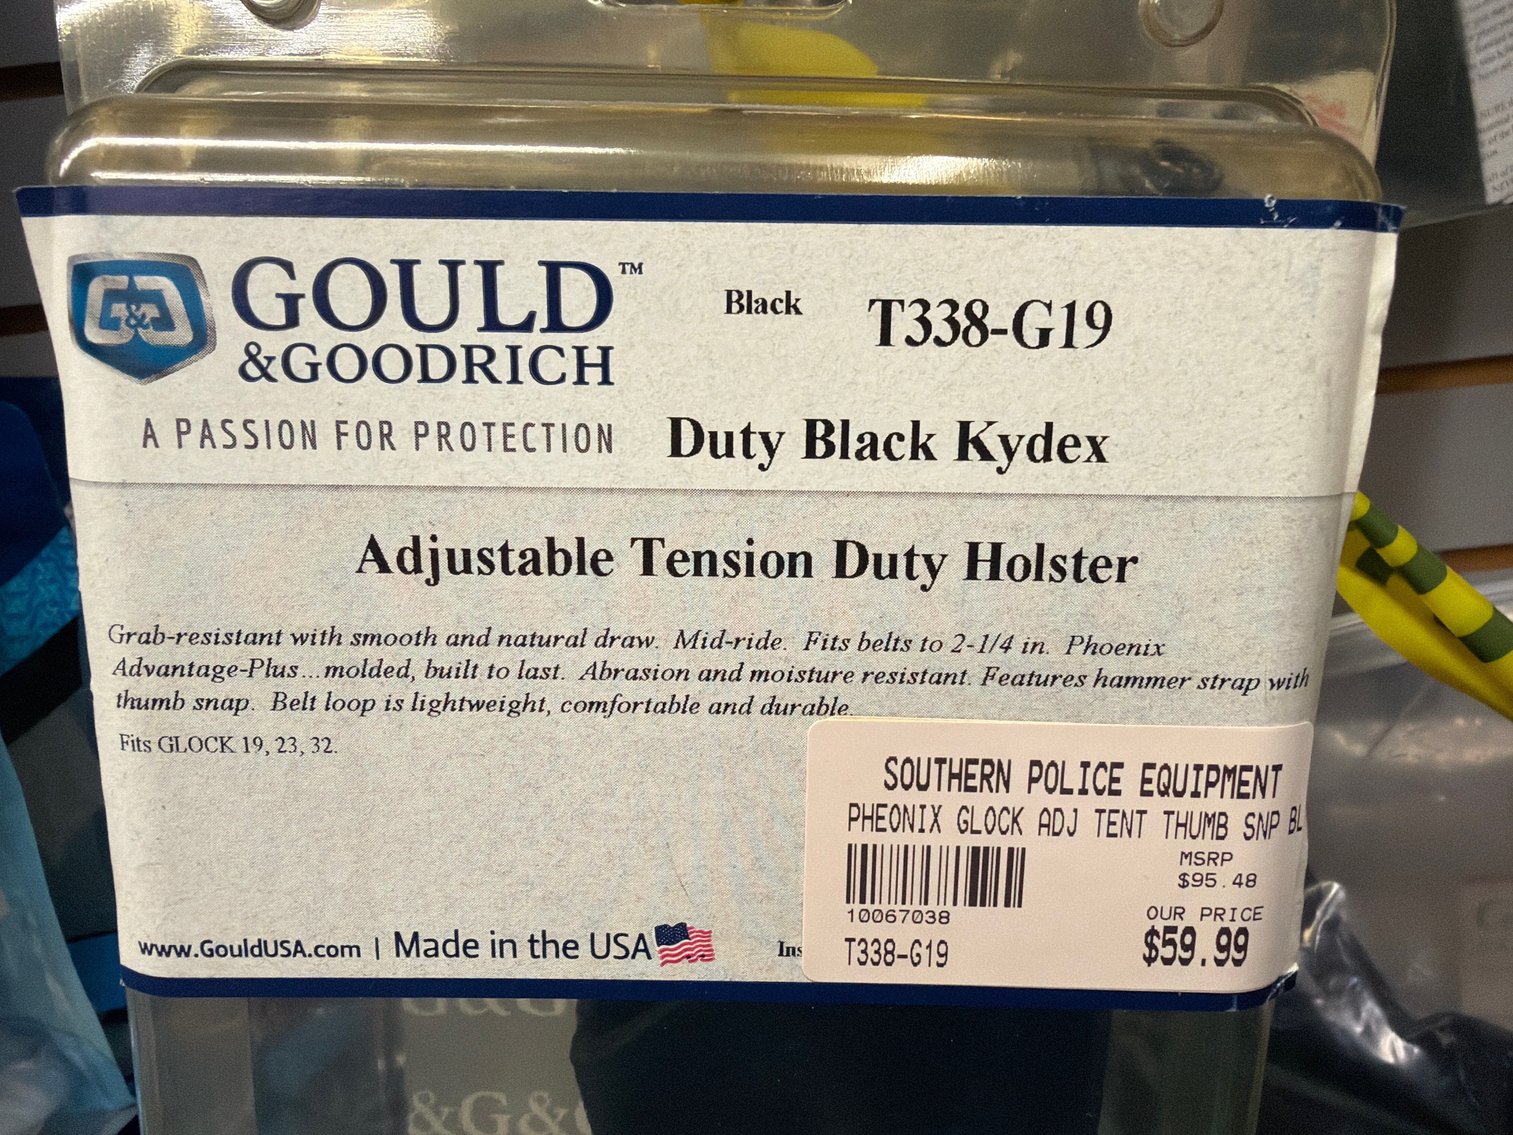 G&G
GOULD™
&GOODRICH
A PASSION FOR PROTECTION
Black
T338-G19
Duty Black Kydex
Adjustable Tension Duty Holster
Grab-resistant with smooth and natural draw. Mid-ride. Fits belts to 2-1/4 in. Phoenix
Advantage-Plus...molded, built to last. Abrasion and moisture resistant. Features hammer strap with
thumb snap. Belt loop is lightweight, comfortable and durable.
Fits GLOCK 19, 23, 32.
www.GouldUSA.com | Made in the USA
SOUTHERN POLICE EQUIPMENT
PHEONIX GLOCK ADJ TENT THUMB SNP BL
MSRP
$95.48
10067038
OUR PRICE
T338-G19
$59.99
G&G
&G&